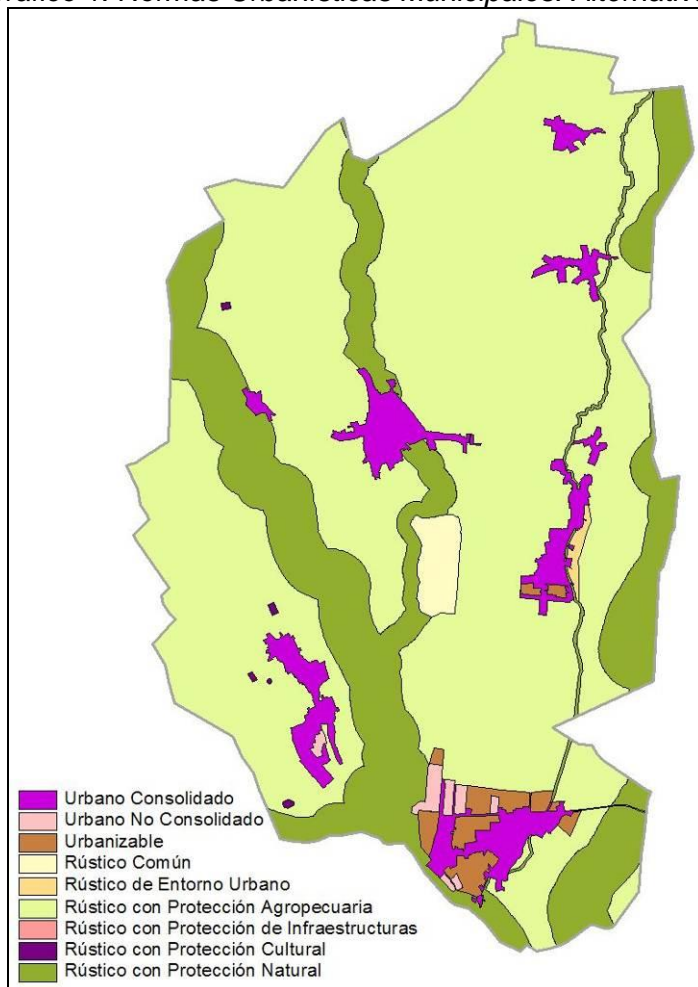 Normas Urbanísticas Municipales. Alternativ
Urbano Consolidado
Urbano No Consolidado
Urbanizable
Rústico Común
Rústico de Entorno Urbano
Rústico con Protección Agropecuaria
Rústico con Protección de Infraestructuras
Rústico con Protección Cultural
Rústico con Protección Natural